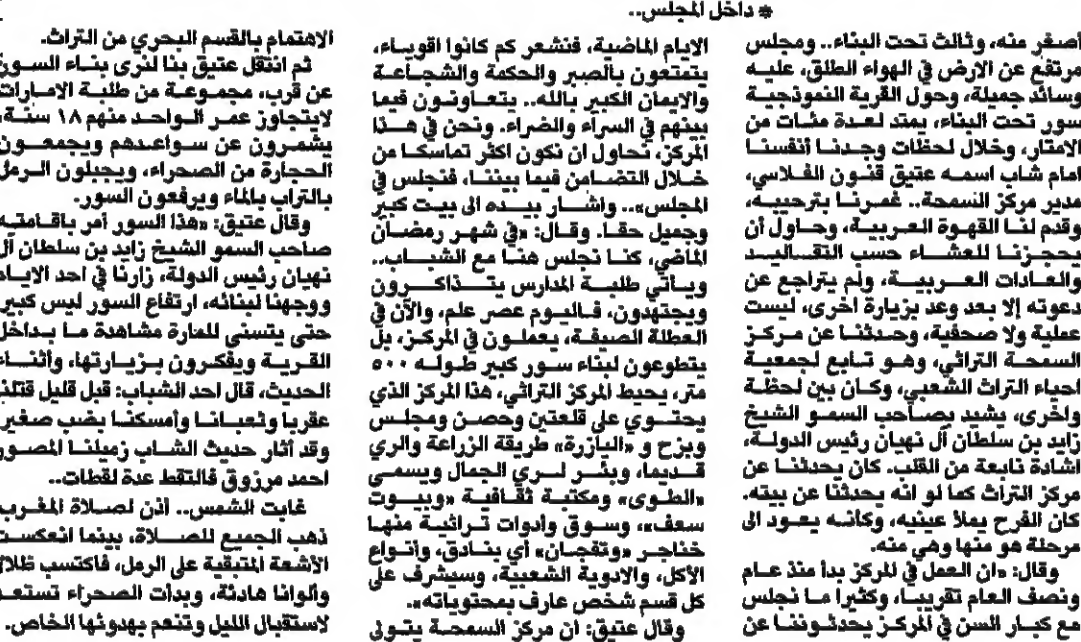 * داخل المجلس..
أصغر منه، وثالث تحت البناء.. ومجلس
مرتفع عن الارض في الهواء الطلق، عليه
وسائد جميلة، وحول القرية النموذجية
سور تحت البناء، يمتد لعدة مئات من
الامتار، وخلال لحظات وجدنا أنفسنا
امام شاب اسمه عتيق قنون الفلاسي،
مدير مركز السمحة.. غمرنا بترحيبه،
وقدم لنا القهوة العربية، وحاول أن
يحجزنا للعشاء حسب التقاليد
والعادات العربية، ولم يتراجع عن
دعوته إلا بعد وعد بزيارة اخرى، ليست
عملية ولا صحفية، وحدثنا عن مركز
السمحة التراثي، وهو تابع لجمعية
احياء التراث الشعبي، وكان بين لحظة
واخرى، يشيد بصاحب السمو الشيخ
زايد بن سلطان آل نهيان رئيس الدولة،
اشادة نابعة من القلب. كان يحدثنا عن
مركز التراث كما لو انه يحدثنا عن بيته.
كان الفرح يملأ عينيه، وكانه يعود الى
مرحلة هو منها وهي منه.
وقال: «ان العمل في المركز بدأ منذ عام
ونصف العام تقريبا، وكثيرا ما نجلس
مع كبار السن في المركز يحدثوننا عن
الايام الماضية، فنشعر كم كانوا اقوياء،
يتمتعون بالصبر والحكمة والشجاعة
والايمان الكبير بالله.. يتعاونون فيما
بينهم في السراء والضراء. ونحن في هذا
المركز، نحاول ان نكون اكثر تماسكا من
خلال التضامن فيما بيننا، فنجلس في
المجلس».. واشار بيده الى بيت كبير
وجميل حقا. وقال: «في شهر رمضان
الماضي، كنا نجلس هنا مع الشباب..
ويأتي طلبة المدارس يتذاكرون
ويجتهدون، فاليوم عصر علم، والآن في
العطلة الصيفة، يعملون في المركز، بل
يتطوعون لبناء سور كبير طوله ٥٠٠
متر، يحيط المركز التراثي، هذا المركز الذي
يحتوي على قلعتين وحصن ومجلس
وبرج و «اليازرة» طريقة الزراعة والري
قديما، وبئر لري الجمال ويسمى
«الطوى» ومكتبة ثقافية «وبيوت
سعف»، وسوق وأدوات تراثية منها
خناجر «وتفجان» أي بنادق، وأنواع
الأكل، والادوية الشعبية، وسيشرف على
كل قسم شخص عارف بمحتوياته».
وقال عتيق: ان مركز السمحة يتولى
الاهتمام بالقسم البحري من التراث.
ثم انتقل عتيق بنا لنرى بناء السور
عن قرب، مجموعة من طلبة الامارات
لايتجاوز عمر الواحد منهم ١٨ سنة،
يشمرون عن سواعدهم ويجمعون
الحجارة من الصحراء، ويجبلون الرمل
بالتراب بالماء ويرفعون السور.
وقال عتيق: «هذا السور أمر باقامته
صاحب السمو الشيخ زايد بن سلطان آل
نهيان رئيس الدولة، زارنا في احد الايام
ووجهنا لبنائه، ارتفاع السور ليس كبير
حتى يتسنى للمارة مشاهدة ما بداخل
القرية ويفكرون بزيارتها، وأثناء
الحديث، قال احد الشباب: قبل قليل قتلنا
عقربا وثعبانا وأمسكنا بضب صغير
وقد أثار حديث الشاب زميلنا المصور
احمد مرزوق فالتقط عدة لقطات..
غابت الشمس.. أذن لصلاة المغرب
ذهب الجميع للصلاة، بينما انعكست
الأشعة المتبقية على الرمل، فاكتسب ظلالا
وألوانا هادئة، وبدأت الصحراء تستعد
لاستقبال الليل وتنعم بهدوئها الخاص.